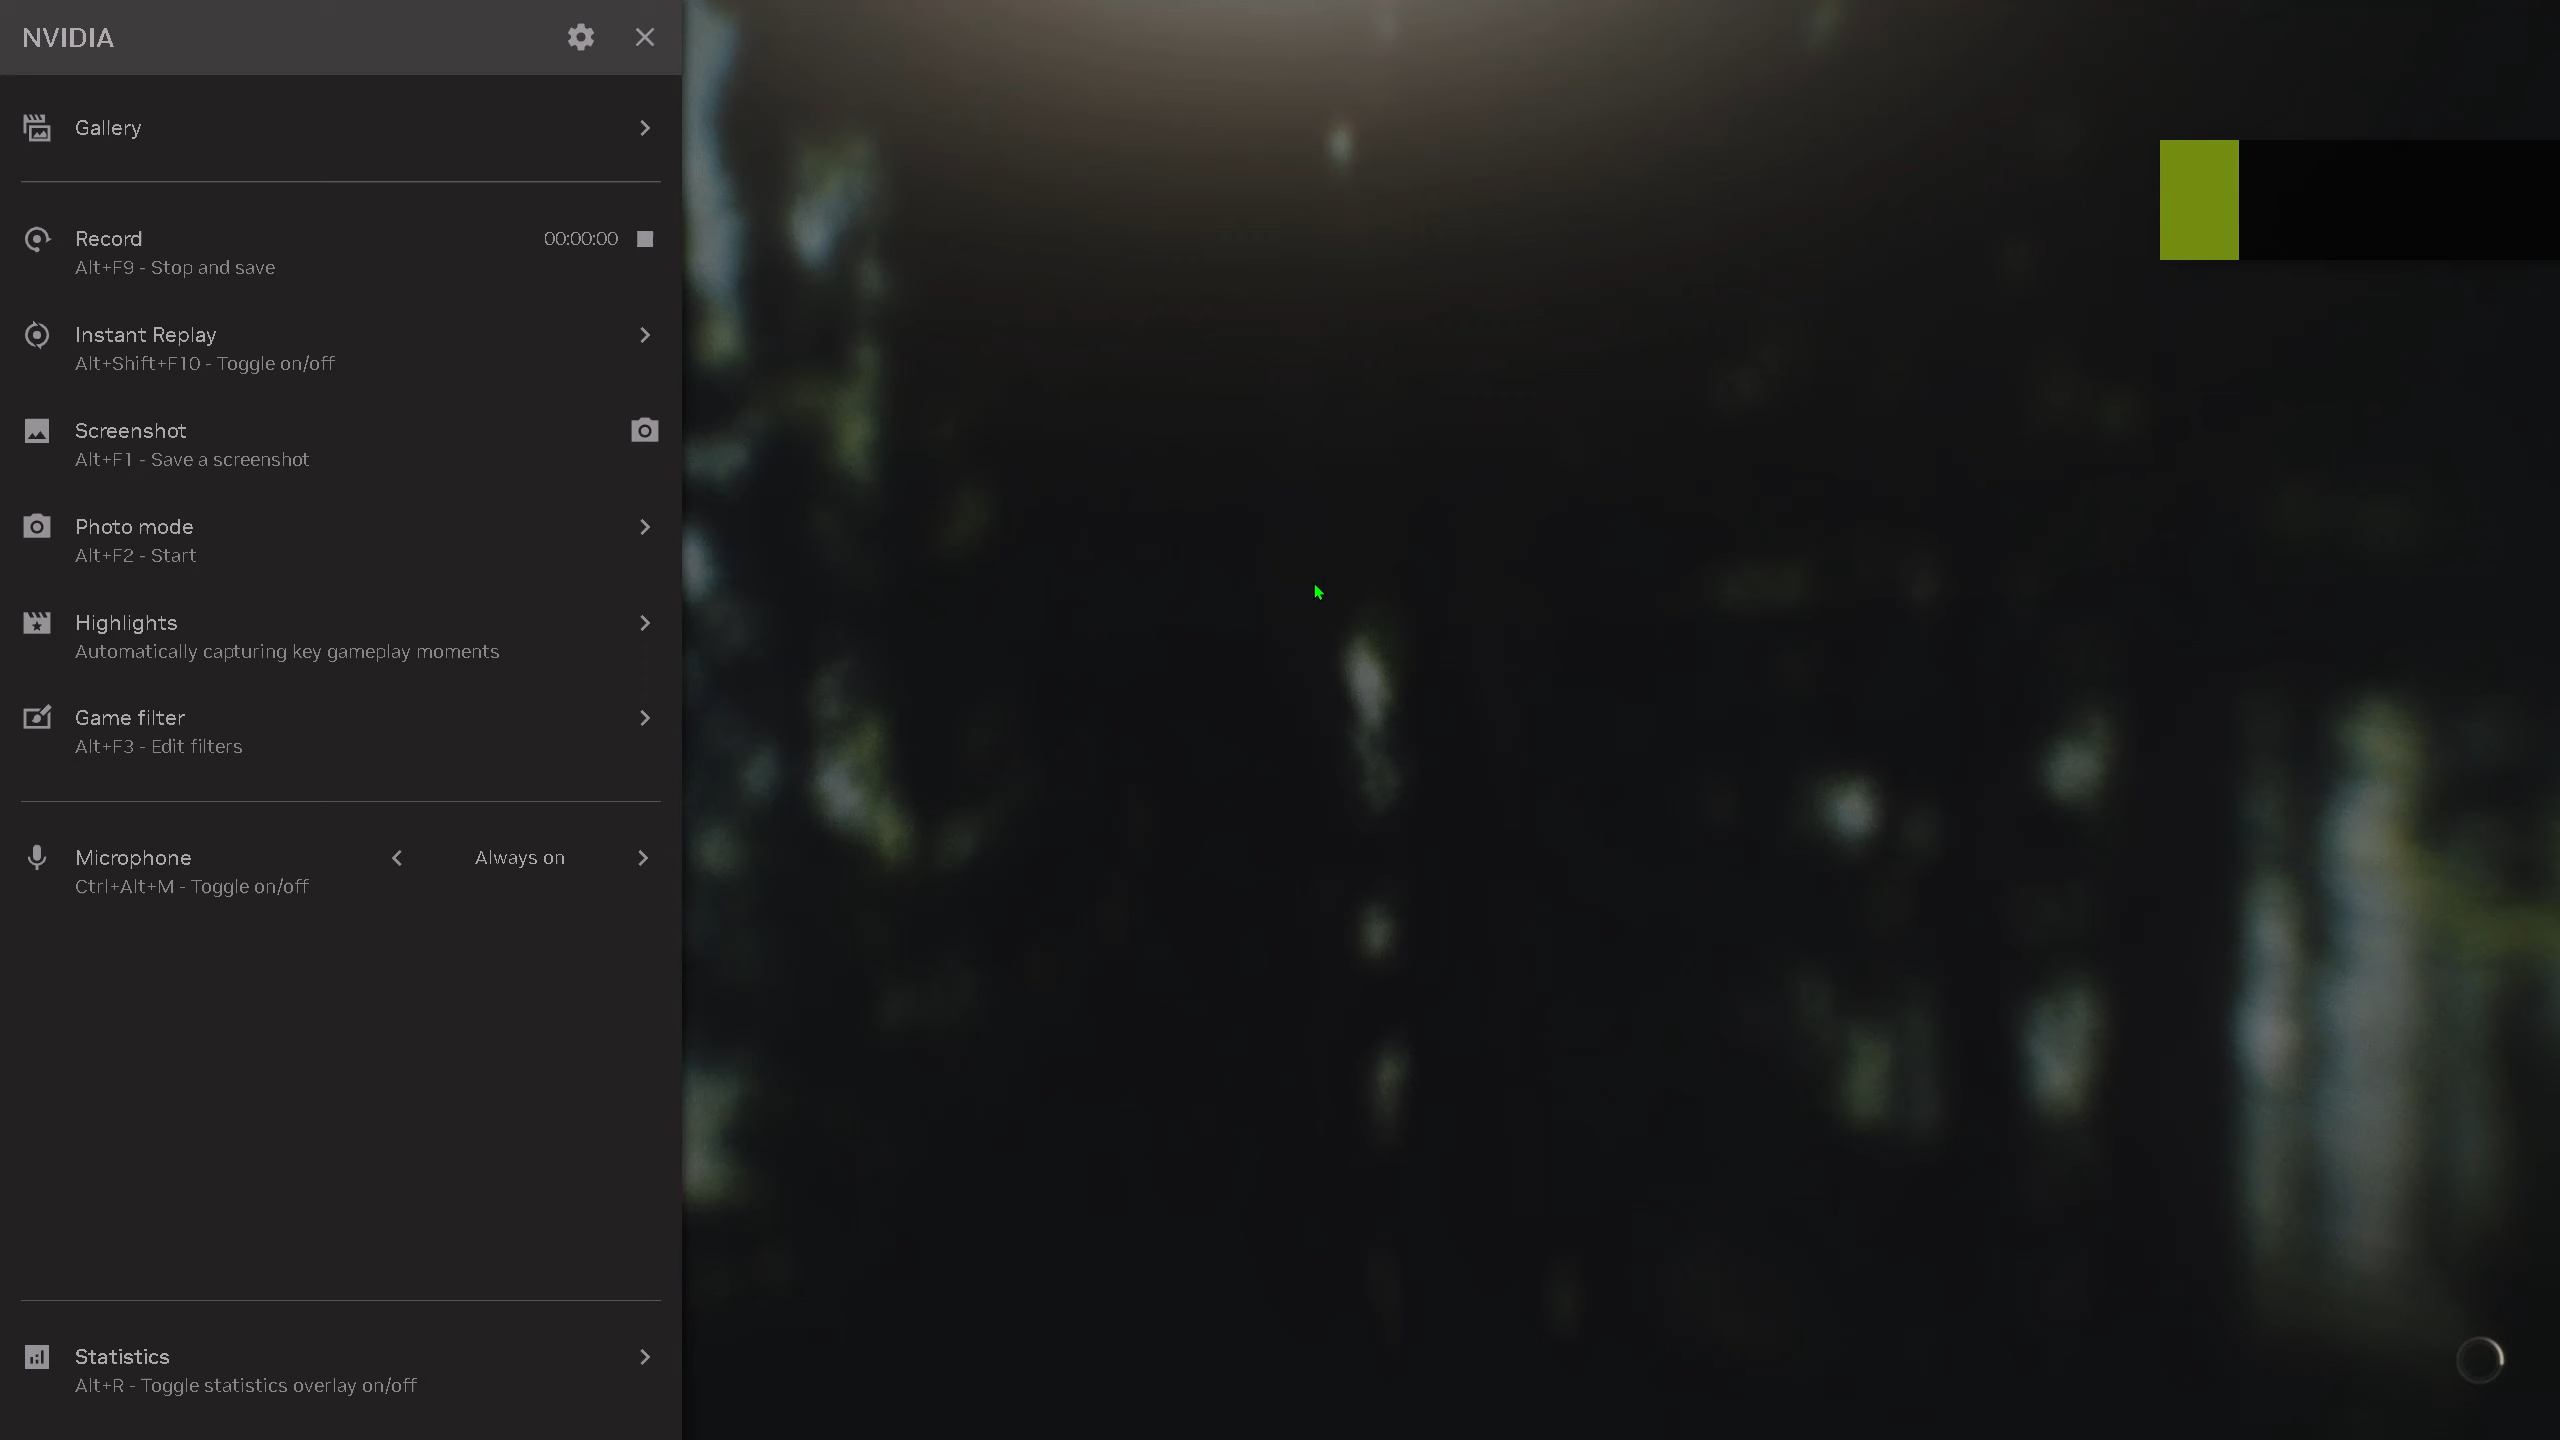 NVIDIA
Gallery
Record
00:00:00
Alt+F9 - Stop and save
Instant Replay
Alt+Shift+F10 - Toggle on/off
Screenshot
Alt+F1 - Save a screenshot
Photo mode
Alt+F2 - Start
Highlights
Automatically capturing key gameplay moments
Game filter
Alt+F3 - Edit filters
Microphone
Always on
Ctrl+Alt+M - Toggle on/off
Statistics
Alt+R - Toggle statistics overlay on/off